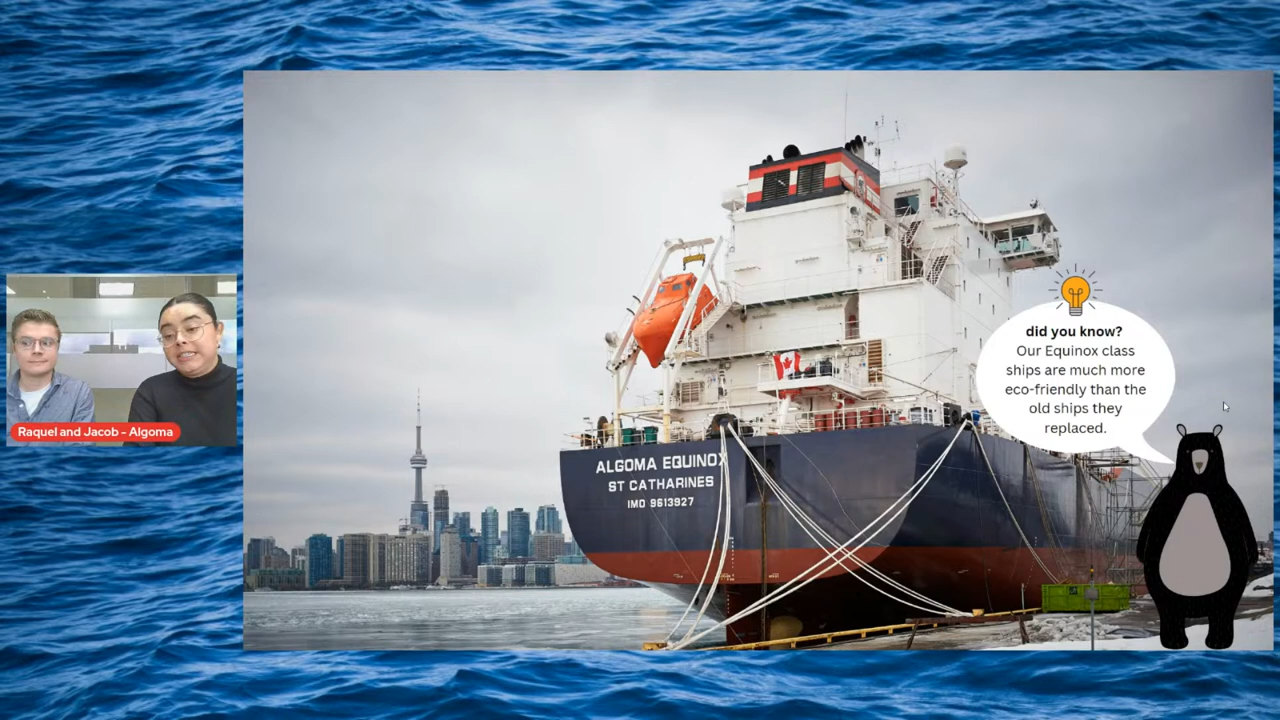 did you know?
Our Equinox class
ships are much more
eco-friendly than the
old ships they
replaced.
Raquel and Jacob - Algoma
ALGOMA EQUINOX
ST CATHARINES
IMO 9613927